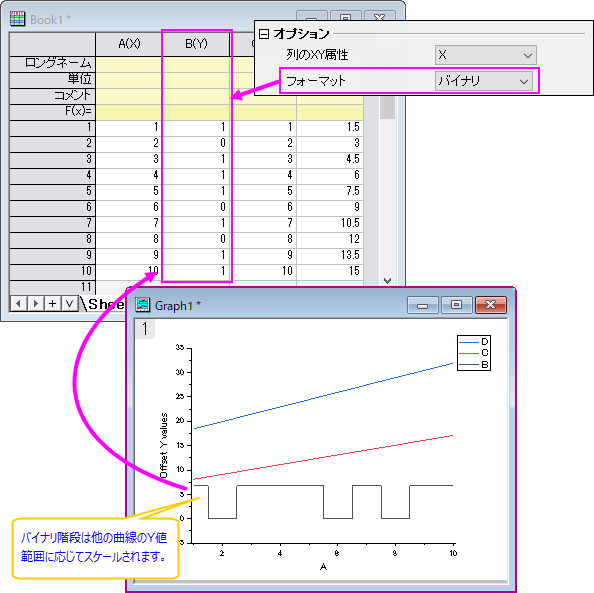 Book1 *
A(X) B(Y) C
ロングネーム
単位
コメント
F(x)=
1 1 1 1 1.5
2 2 0 2 3
3 3 1 3 4.5
4 4 1 4 6
5 5 1 5 7.5
6 6 0 6 9
7 7 1 7 10.5
8 8 0 8 12
9 9 1 9 13.5
10 10 1 10 15
11
Shee
オプション
列のXY属性 X
フォーマット バイナリ
Graph1 *
1
D
C
B
35
30
25
20
15
10
5
0
-5
Offset Y values
2 4 6 8 10
A
バイナリ階段は他の曲線のY値
範囲に応じてスケールされます。